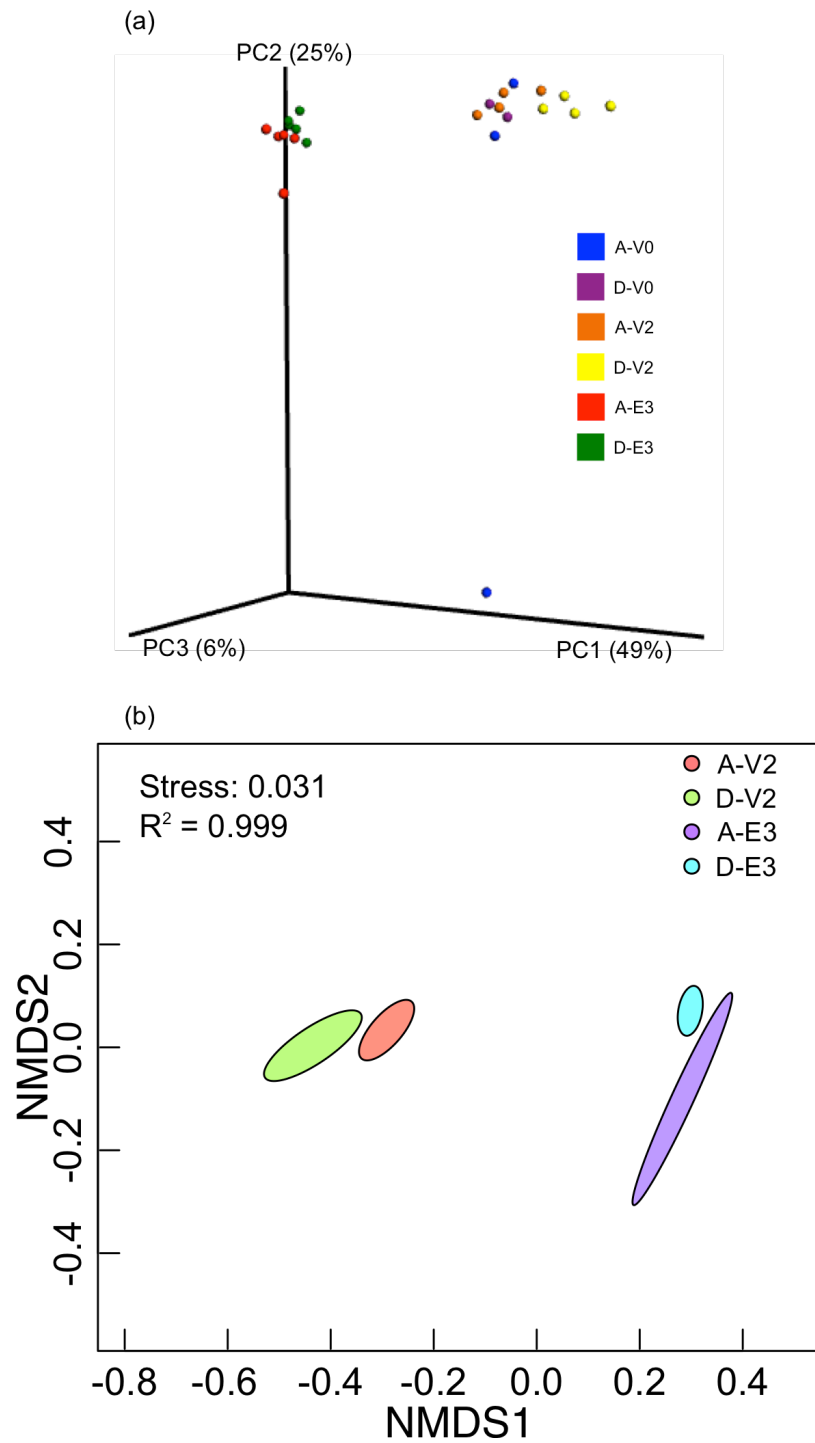 (a)
PC2 (25%)
A-V0
D-V0
A-V2
D-V2
A-E3
D-E3
PC3 (6%)
PC1 (49%)
(b)
Stress: 0.031
R² = 0.999
A-V2
D-V2
A-E3
D-E3
NMDS2
0.4
0.2
0.0
-0.2
-0.4
-0.8 -0.6 -0.4 -0.2 0.0 0.2 0.4
NMDS1